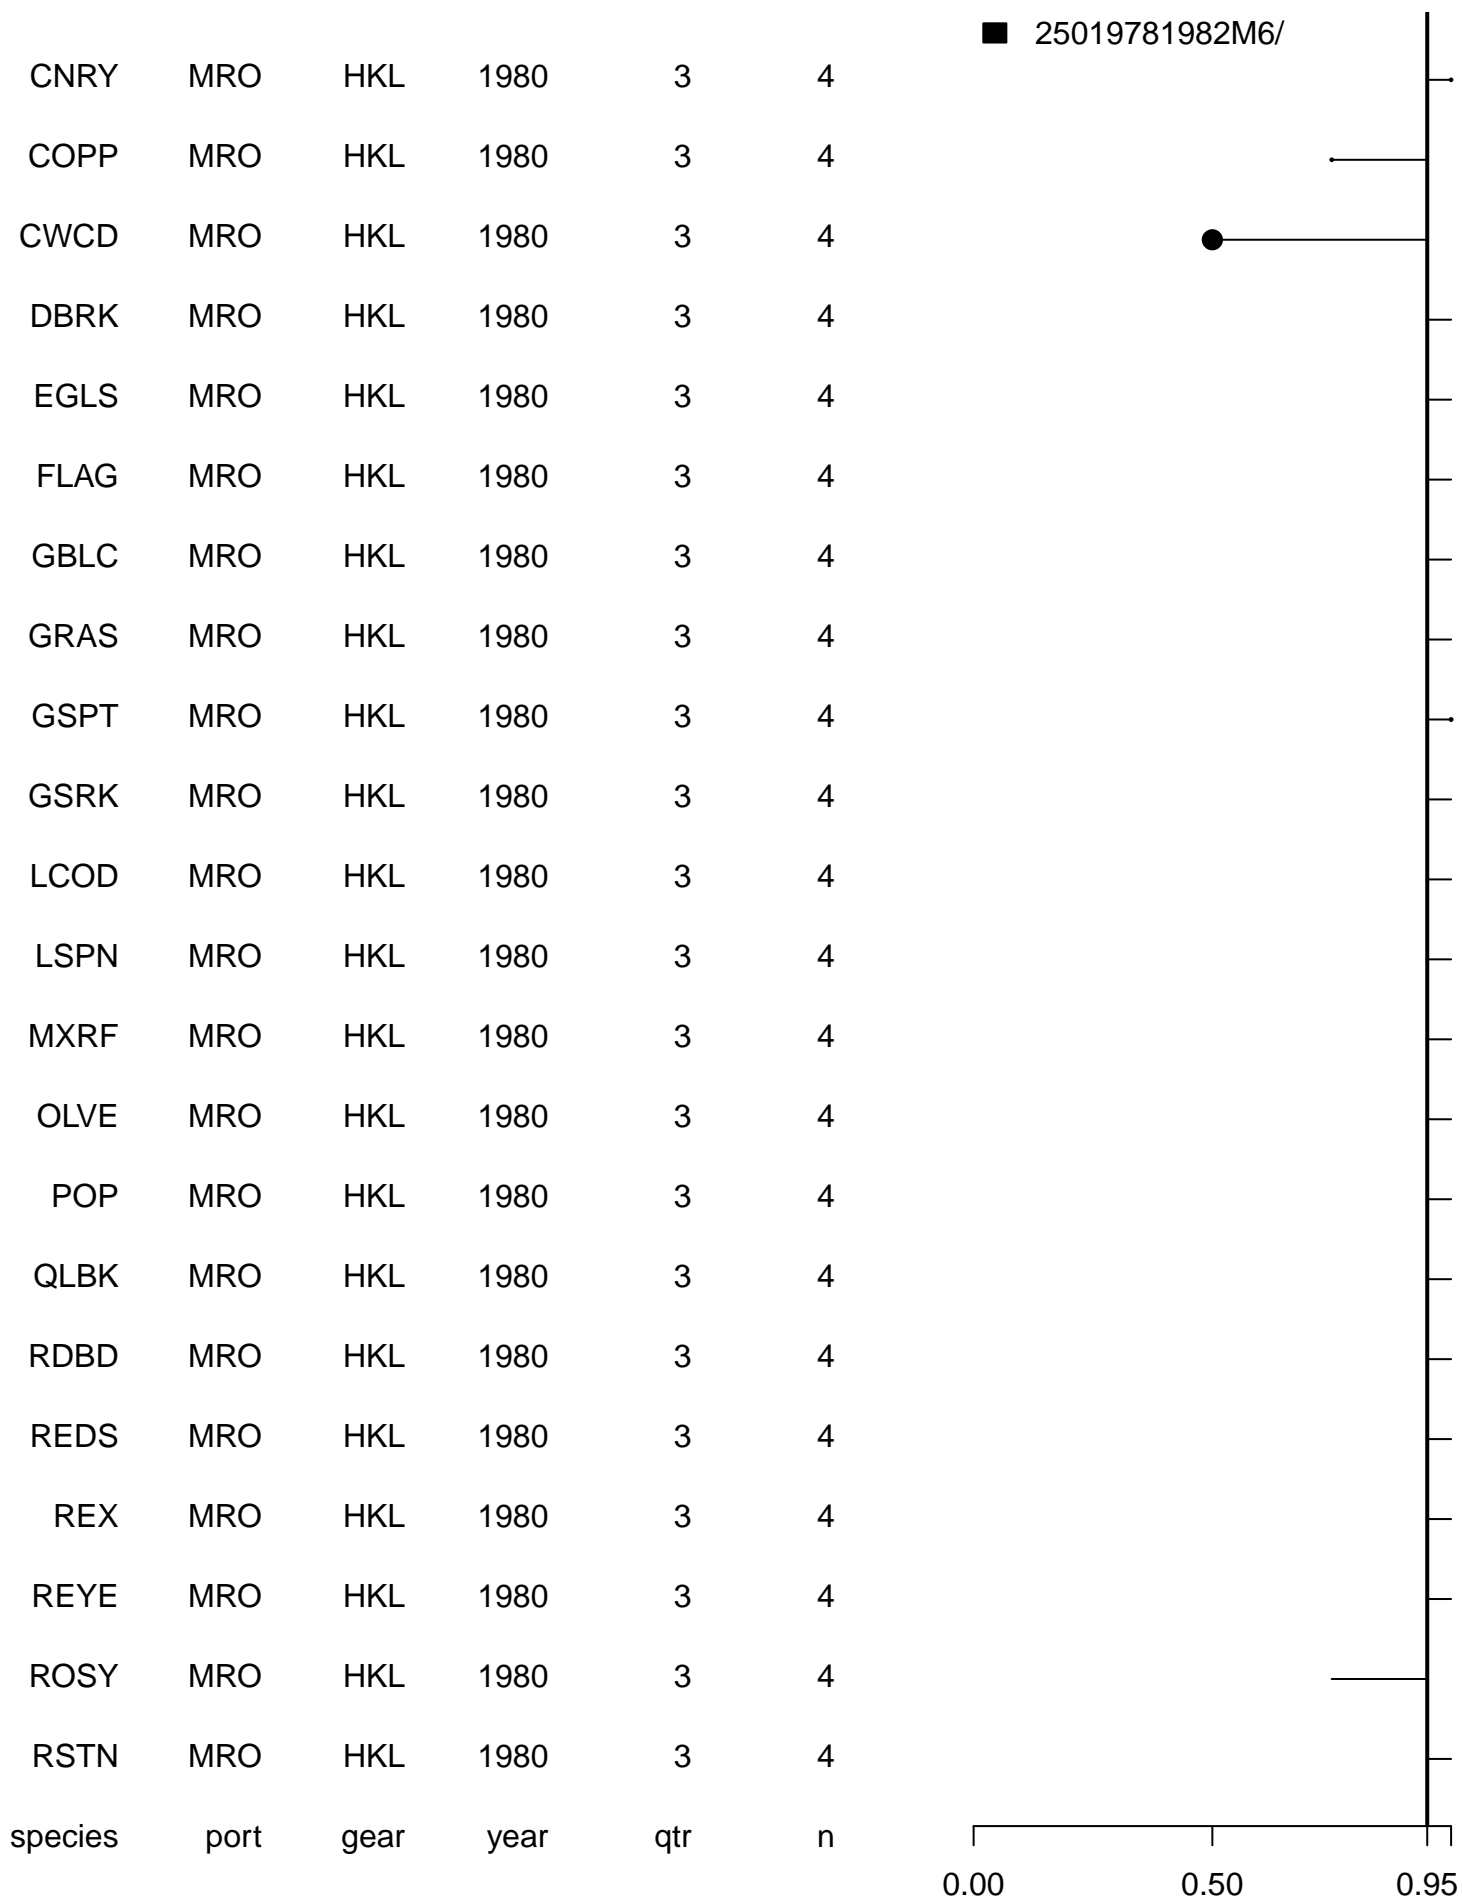 25019781982M6/
CNRY MRO HKL 1980 3 4
COPP MRO HKL 1980 3 4
CWCD MRO HKL 1980 3 4
DBRK MRO HKL 1980 3 4
EGLS MRO HKL 1980 3 4
FLAG MRO HKL 1980 3 4
GBLC MRO HKL 1980 3 4
GRAS MRO HKL 1980 3 4
GSPT MRO HKL 1980 3 4
GSRK MRO HKL 1980 3 4
LCOD MRO HKL 1980 3 4
LSPN MRO HKL 1980 3 4
MXRF MRO HKL 1980 3 4
OLVE MRO HKL 1980 3 4
POP MRO HKL 1980 3 4
QLBK MRO HKL 1980 3 4
RDBD MRO HKL 1980 3 4
REDS MRO HKL 1980 3 4
REX MRO HKL 1980 3 4
REYE MRO HKL 1980 3 4
ROSY MRO HKL 1980 3 4
RSTN MRO HKL 1980 3 4
species port gear year qtr n
0.00 0.50 0.95